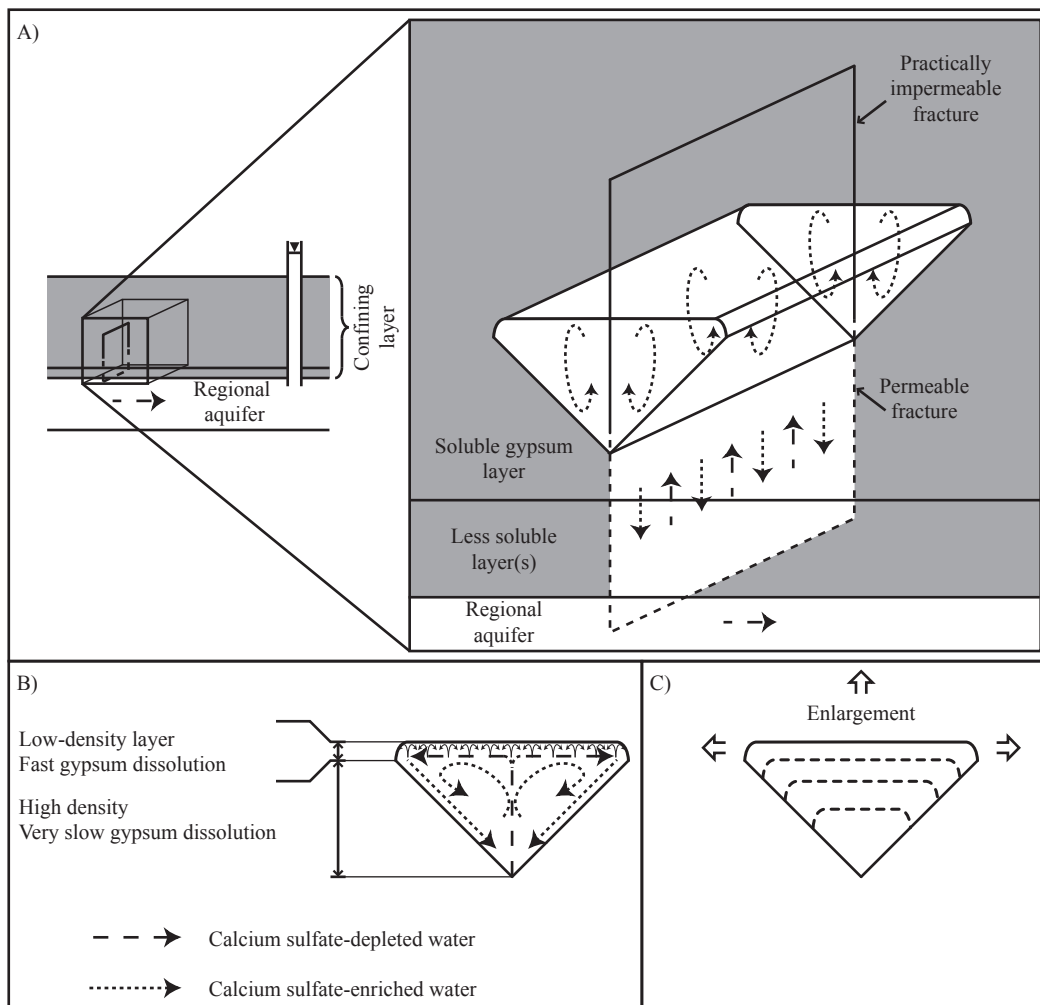 A)
Practically
impermeable
fracture
Confining
layer
Regional
aquifer
Permeable
fracture
Soluble gypsum
layer
Less soluble
layer(s)
Regional
aquifer
B)
Low-density layer
Fast gypsum dissolution
High density
Very slow gypsum dissolution
Calcium sulfate-depleted water
Calcium sulfate-enriched water
C)
Enlargement